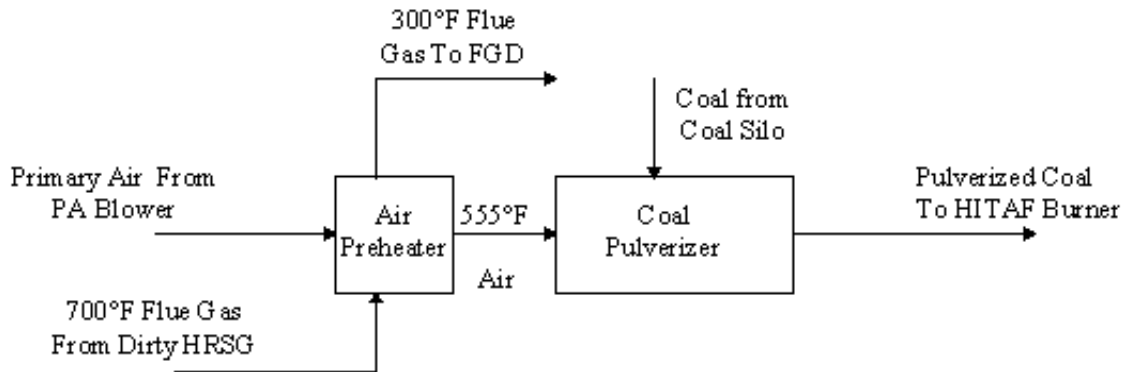 300°F Flue
Gas To FGD
Coal from
Coal Silo
Primary Air From
PA Blower
Air
Preheater
555°F
Air
Coal
Pulverizer
Pulverized Coal
To HITAF Burner
700°F Flue Gas
From Dirty HRSG